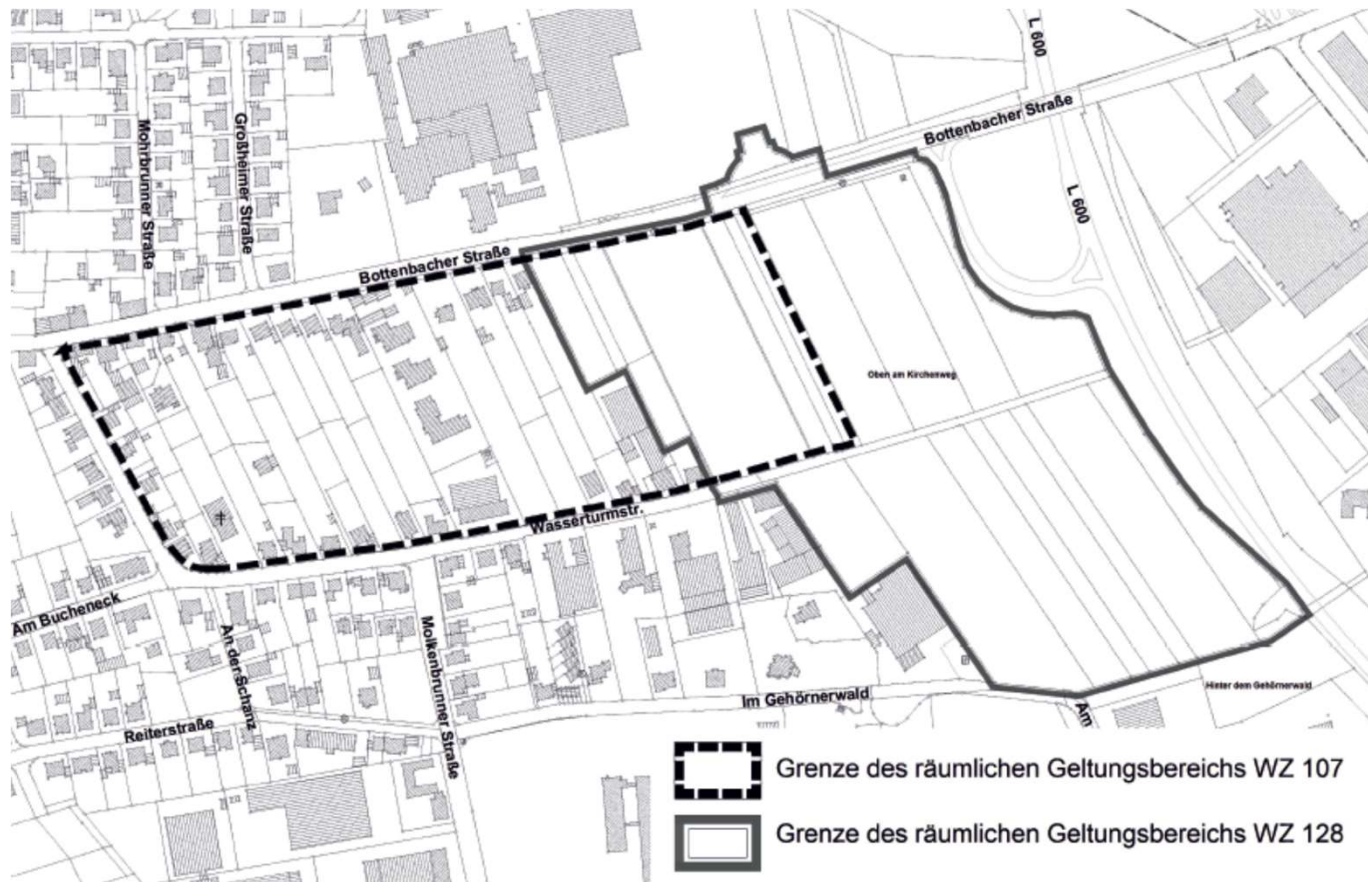 L 600
Bottenbacher Straße
Mohrbrunner Straße
Großheimer Straße
L 600
Bottenbacher Straße
Oben am Kirchenweg
Wasserturmstr.
Am Bucheneck
An der Schanz
Molkenbrunner Straße
Im Gehörnerwald
Hinter dem Gehörnerwald
Am
Reiterstraße
Grenze des räumlichen Geltungsbereichs WZ 107
Grenze des räumlichen Geltungsbereichs WZ 128